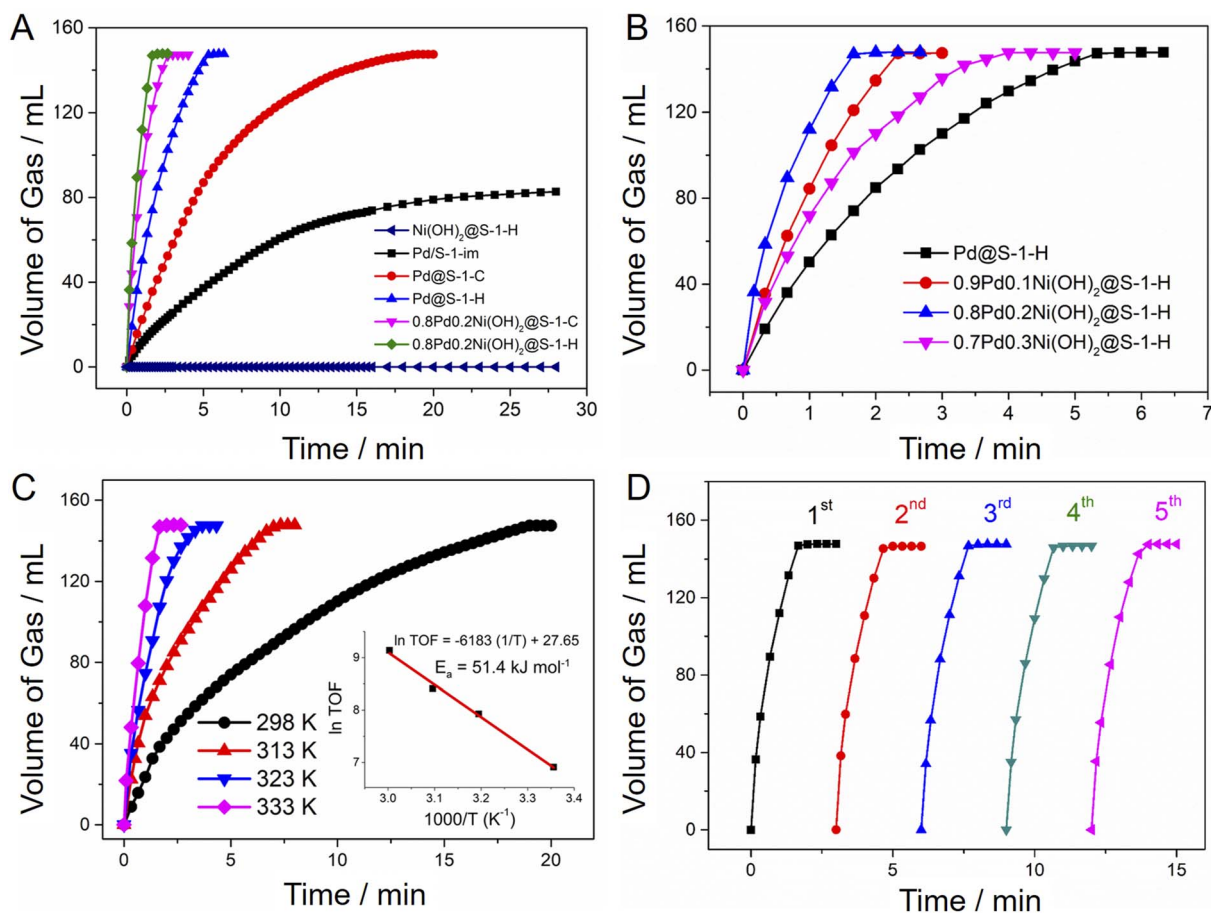 A
160
120
80
40
0
Volume of Gas / mL
Ni(OH)₂@S-1-H
Pd/S-1-im
Pd@S-1-C
Pd@S-1-H
0.8Pd0.2Ni(OH)₂@S-1-C
0.8Pd0.2Ni(OH)₂@S-1-H
0 5 10 15 20 25 30
Time / min
B
160
120
80
40
0
Volume of Gas / mL
Pd@S-1-H
0.9Pd0.1Ni(OH)₂@S-1-H
0.8Pd0.2Ni(OH)₂@S-1-H
0.7Pd0.3Ni(OH)₂@S-1-H
0 1 2 3 4 5 6 7
Time / min
C
160
120
80
40
0
Volume of Gas / mL
298 K
313 K
323 K
333 K
ln TOF = -6183 (1/T) + 27.65
Eₐ = 51.4 kJ mol⁻¹
9
8
7
ln TOF
3.0 3.1 3.2 3.3 3.4
1000/T (K⁻¹)
0 5 10 15 20
Time / min
D
1ˢᵗ 2ⁿᵈ 3ʳᵈ 4ᵗʰ 5ᵗʰ
160
120
80
40
0
Volume of Gas / mL
0 5 10 15
Time / min